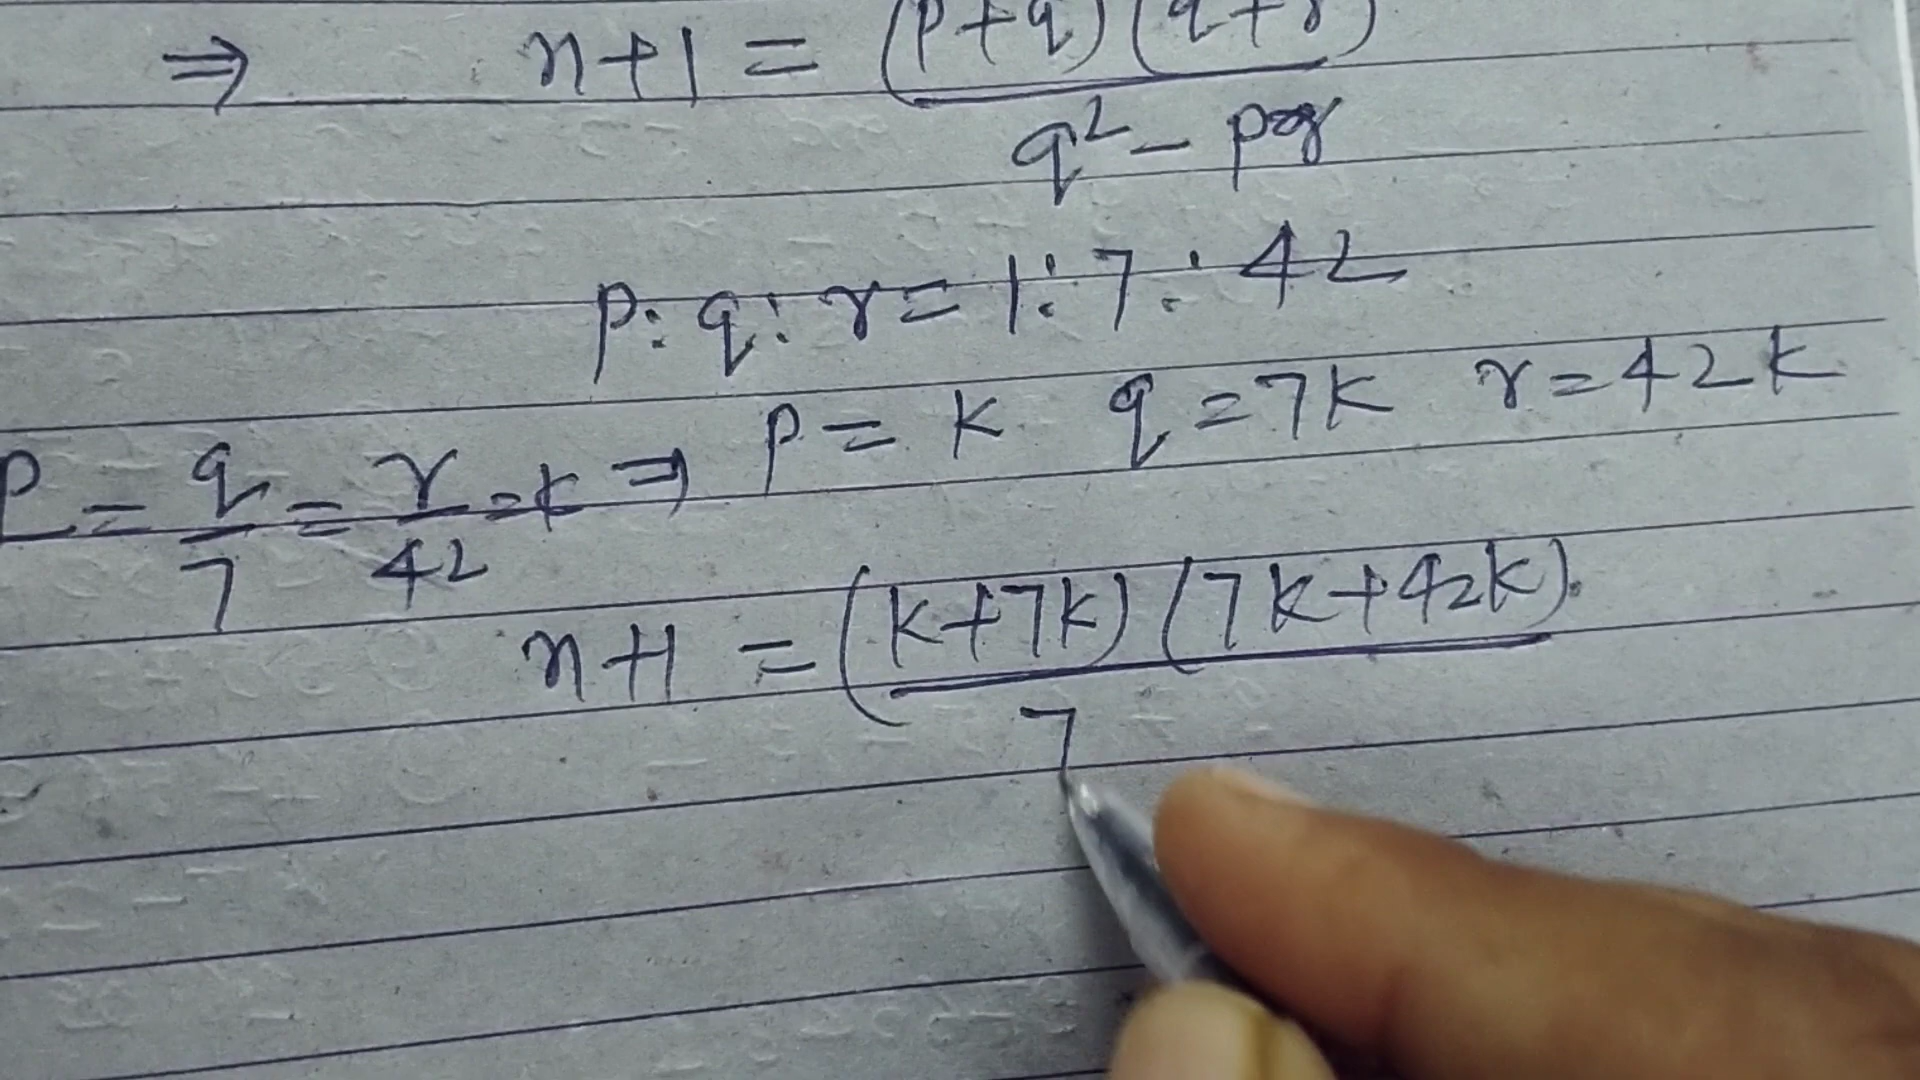 ⇒ n+1 = (p+q)(q+r)
q² - pr
p:q:r = 1:7:42
p = q/7 = r/42 = k ⇒ p = k q = 7k r = 42k
n+1 = (k+7k)(7k+42k)
7